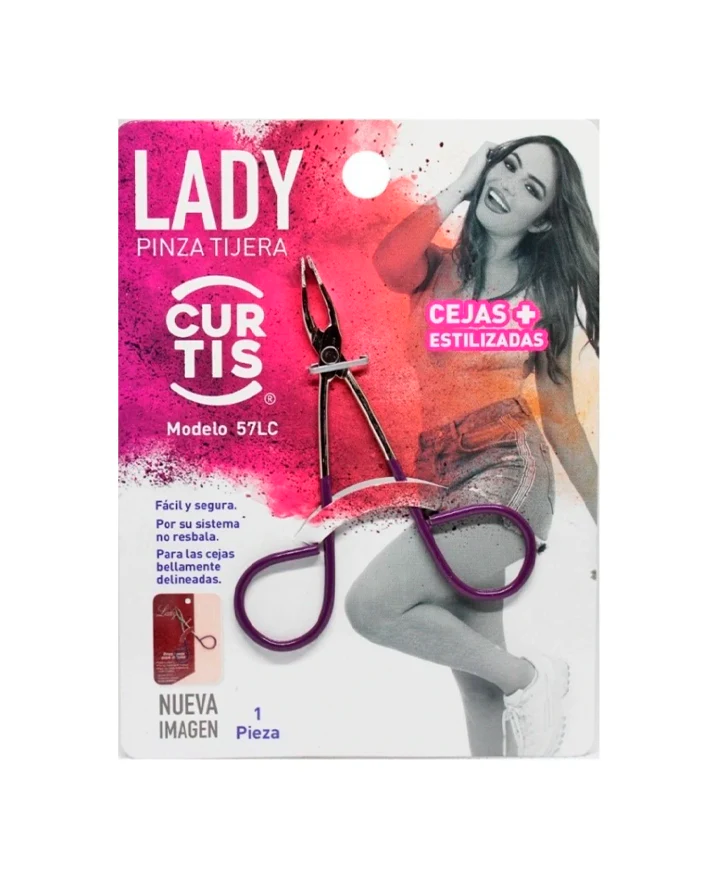 LADY
PINZA TIJERA
CUR
TIS
®
Modelo 57LC
CEJAS +
ESTILIZADAS
Fácil y segura.
Por su sistema
no resbala.
Para las cejas
bellamente
delineadas.
Lady
NUEVA
IMAGEN
1
Pieza